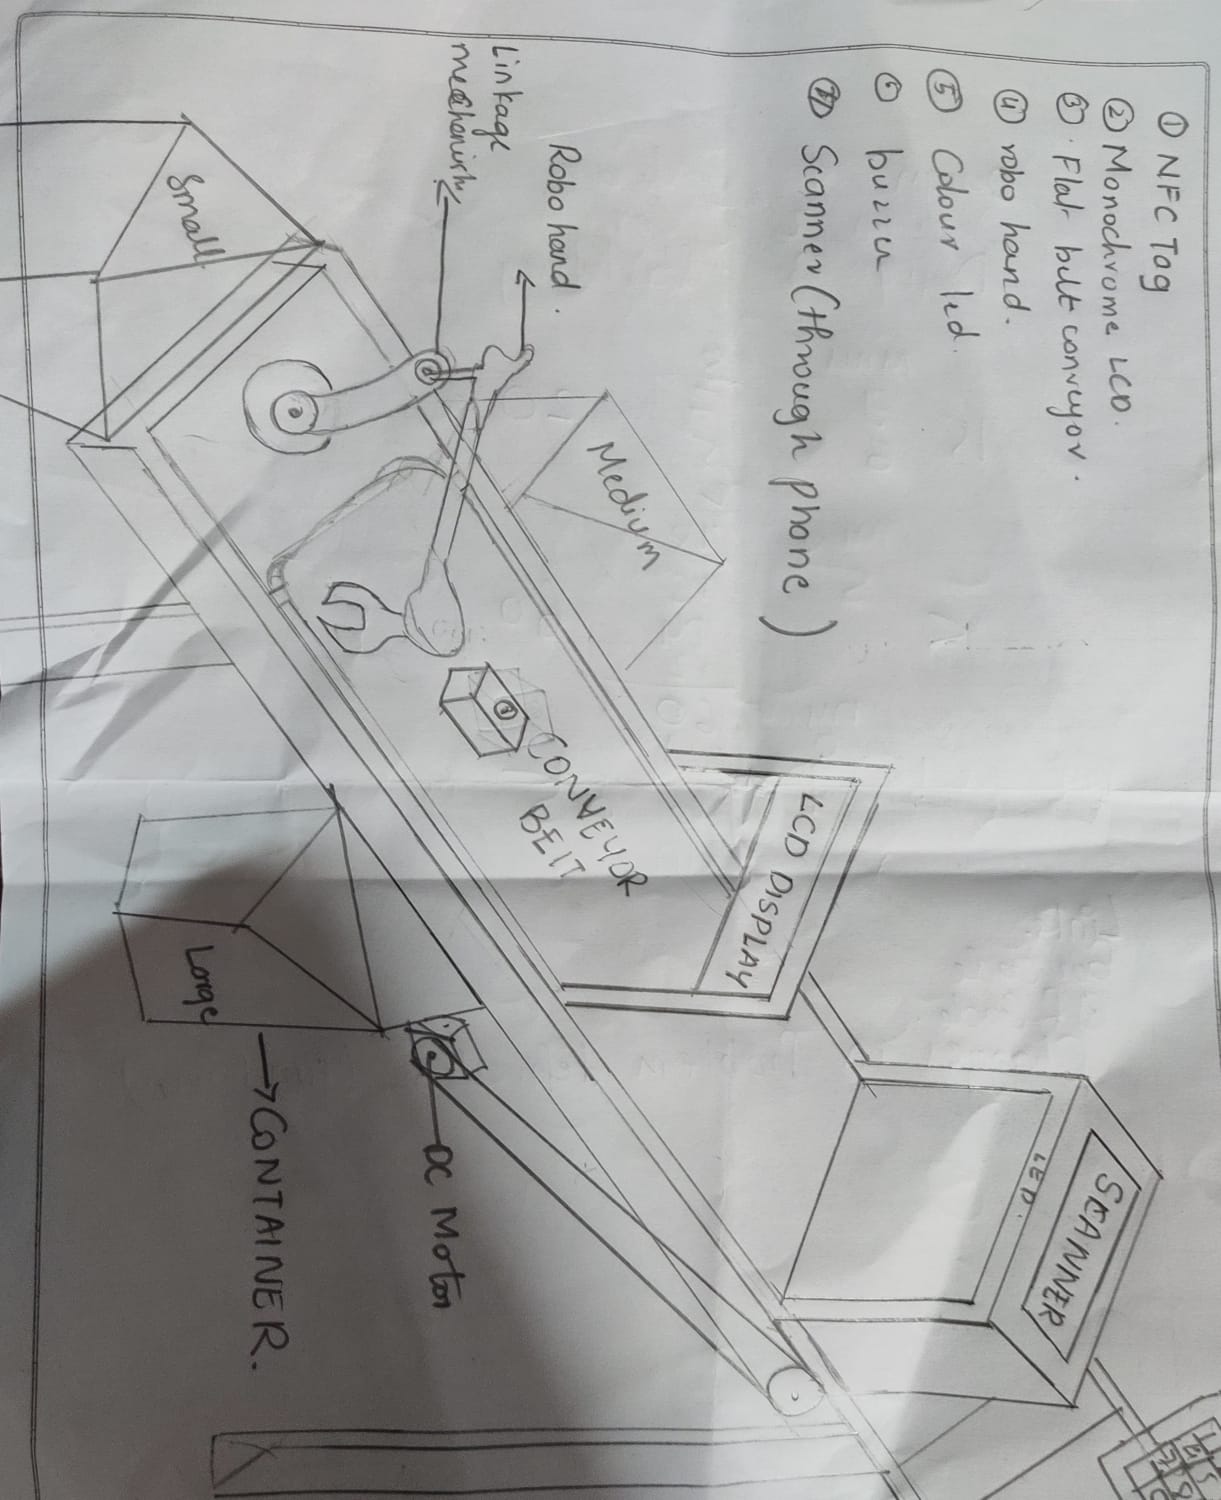 ① NFC Tag
② Monochrome LCD.
③ Flat belt conveyor.
④ robo hand.
⑤ Colour led.
⑥ buzzer
⑦ Scanner (through phone)
SCANNER
LED.
LCD DISPLAY
Medium
CONVEYOR
BELT
Robo hand.
Linkage
mechanism
DC Motor
CONTAINER.
Small
Large